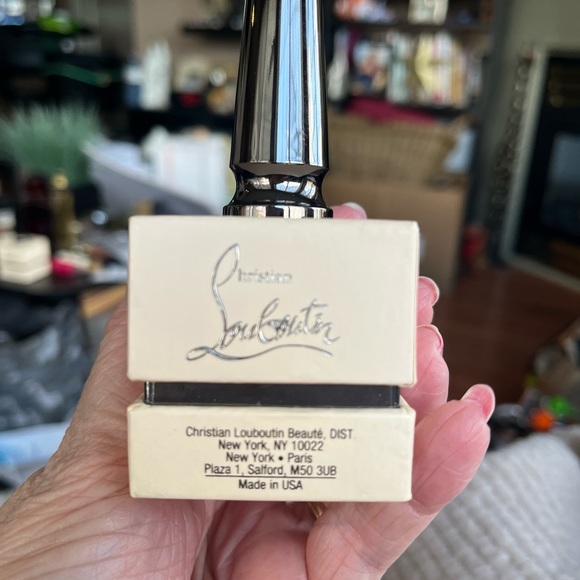 Christian
Louboutin
Christian Louboutin Beauté, DIST.
New York, NY 10022
New York • Paris
Plaza 1, Salford, M50 3UB
Made in USA